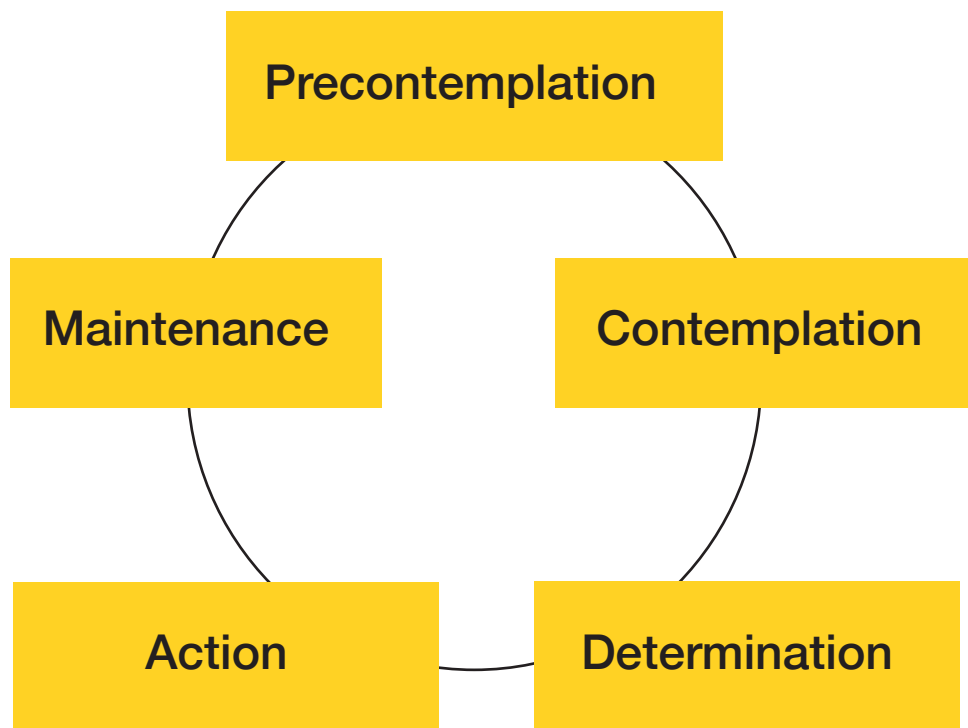 Precontemplation
Maintenance
Contemplation
Action
Determination